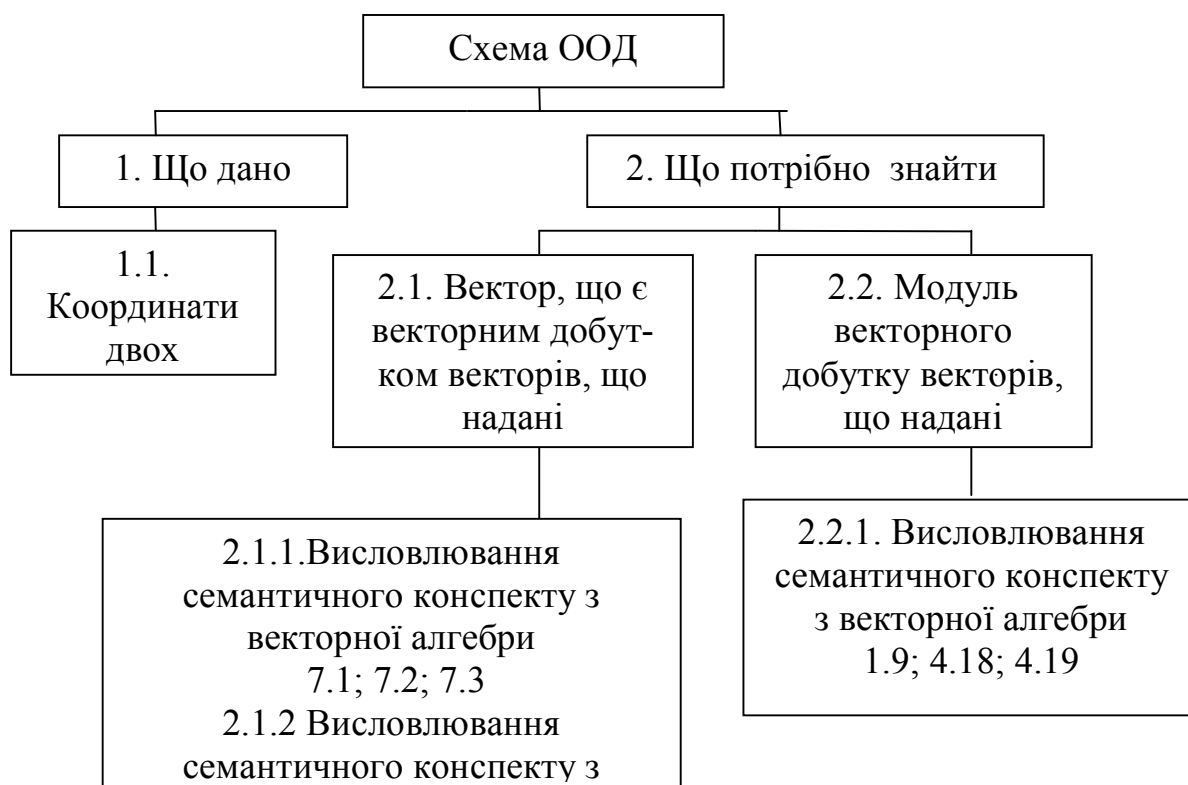 Схема ООД
1. Що дано
2. Що потрібно знайти
1.1.
Координати
двох
2.1. Вектор, що є
векторним добут-
ком векторів, що
надані
2.2. Модуль
векторного
добутку векторів,
що надані
2.1.1.Висловлювання
семантичного конспекту з
векторної алгебри
7.1; 7.2; 7.3
2.1.2 Висловлювання
семантичного конспекту з
2.2.1. Висловлювання
семантичного конспекту
з векторної алгебри
1.9; 4.18; 4.19